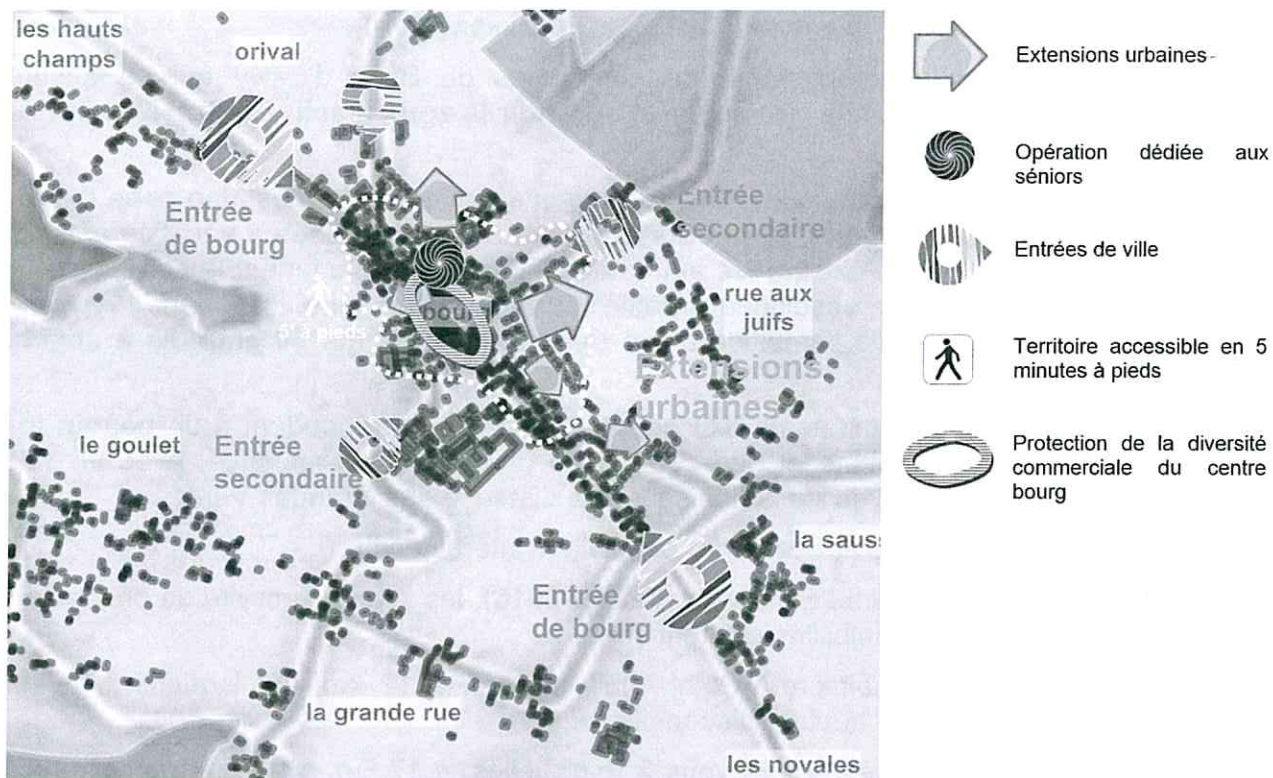 les hauts
champs
orival
Entrée
de bourg
Entrée
secondaire
5' à pieds
bourg
rue aux
juifs
Extensions
urbaines
le goulet
Entrée
secondaire
la sauss
Entrée
de bourg
la grande rue
les novales
Extensions urbaines
Opération dédiée aux
séniors
Entrées de ville
Territoire accessible en 5
minutes à pieds
Protection de la diversité
commerciale du centre
bourg